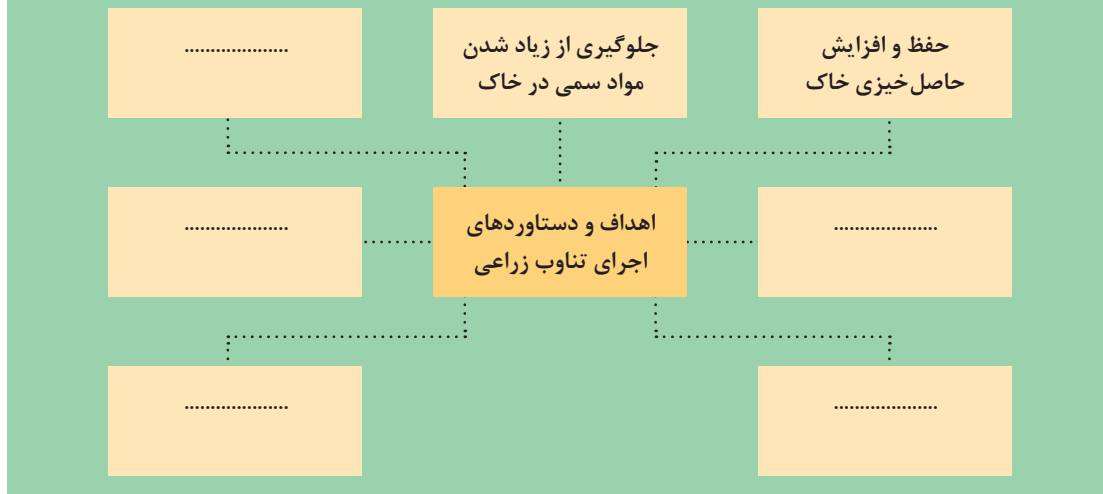 حفظ و افزایش
حاصل‌خیزی خاک
جلوگیری از زیاد شدن
مواد سمی در خاک
....................
....................
اهداف و دستاوردهای
اجرای تناوب زراعی
....................
....................
....................